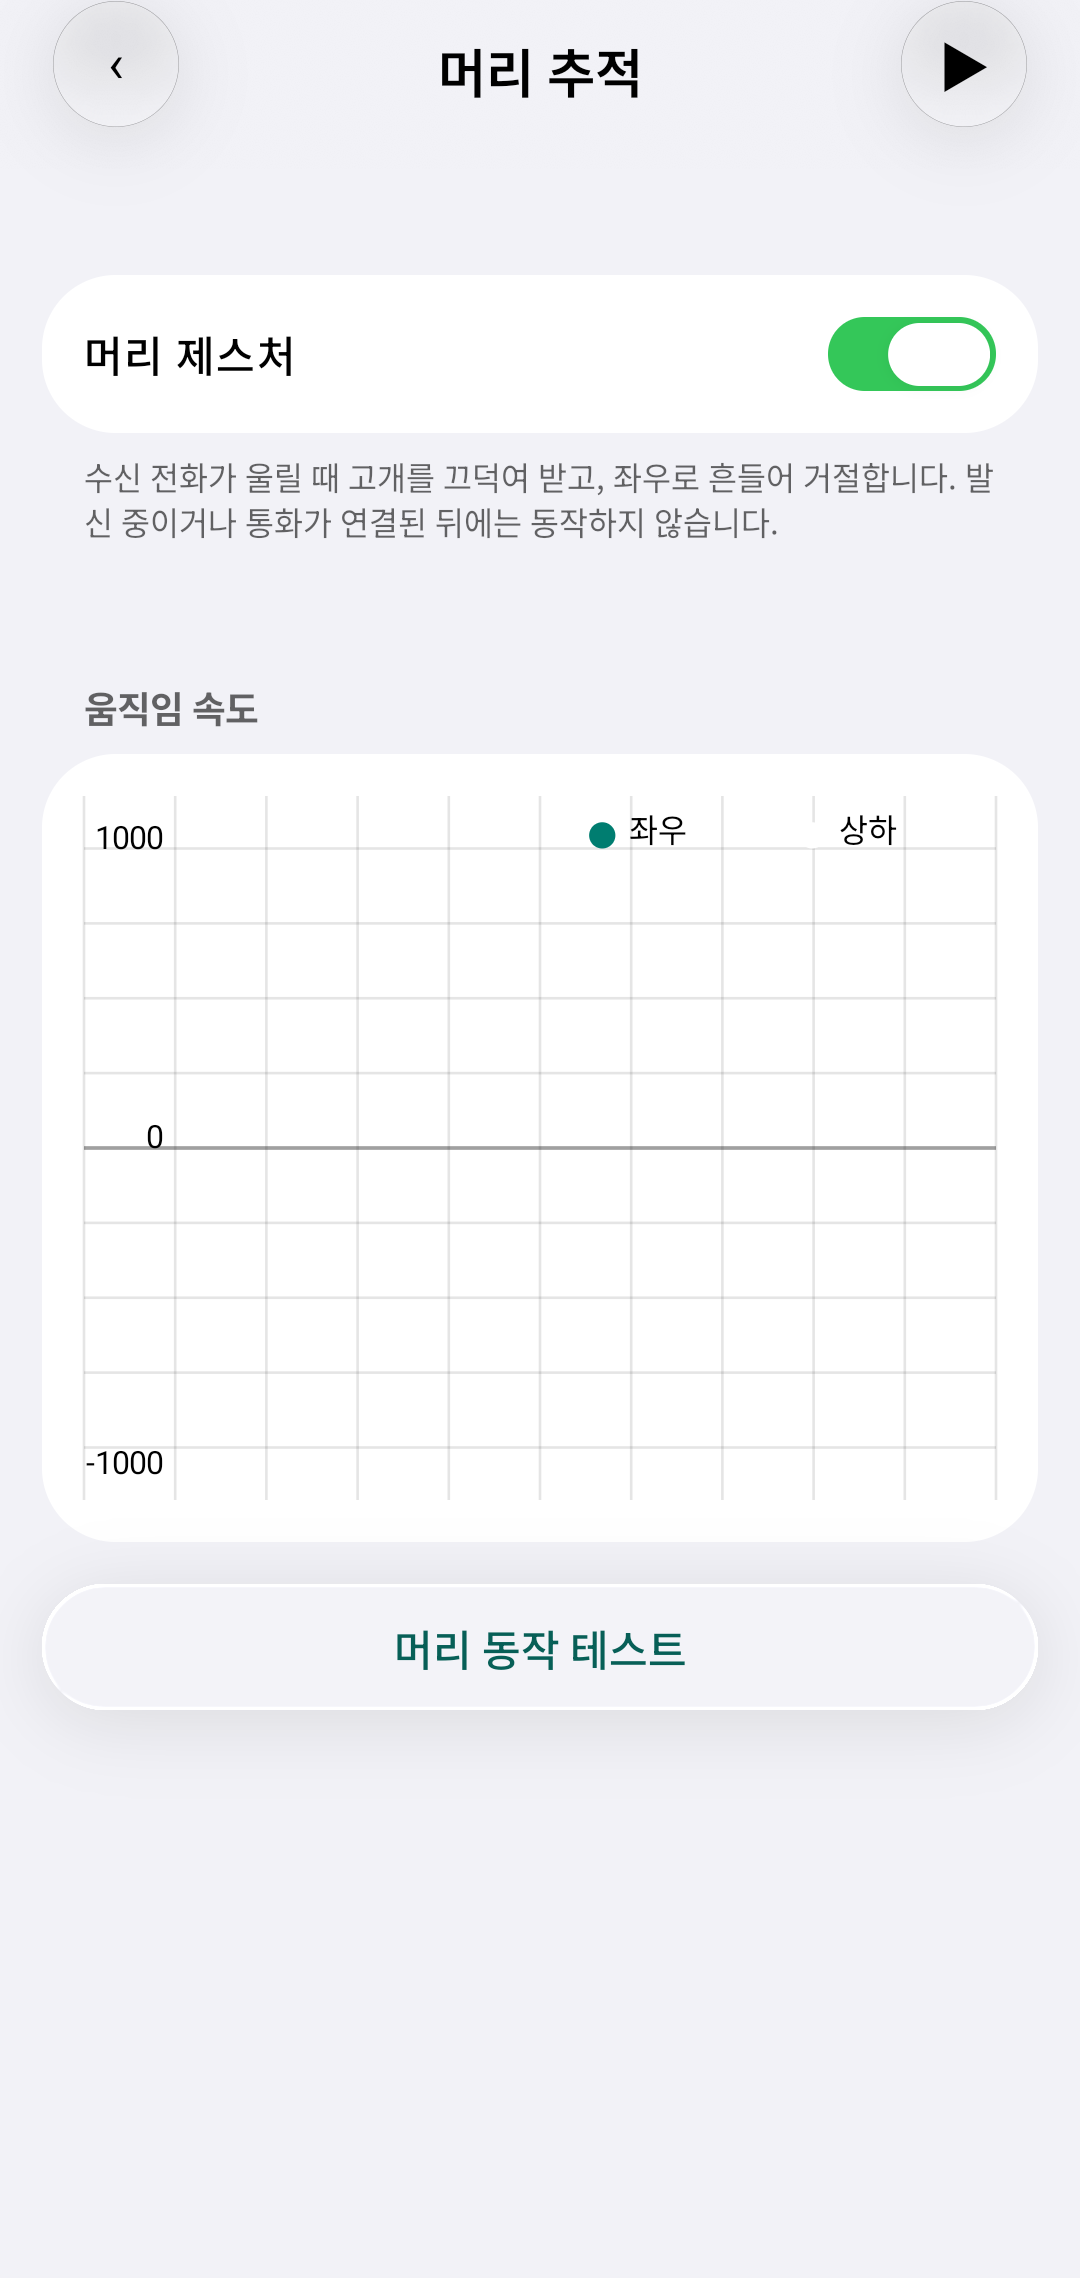 ‹
머리 추적
▶
머리 제스처
수신 전화가 울릴 때 고개를 끄덕여 받고, 좌우로 흔들어 거절합니다. 발
신 중이거나 통화가 연결된 뒤에는 동작하지 않습니다.
움직임 속도
1000
좌우
상하
0
-1000
머리 동작 테스트